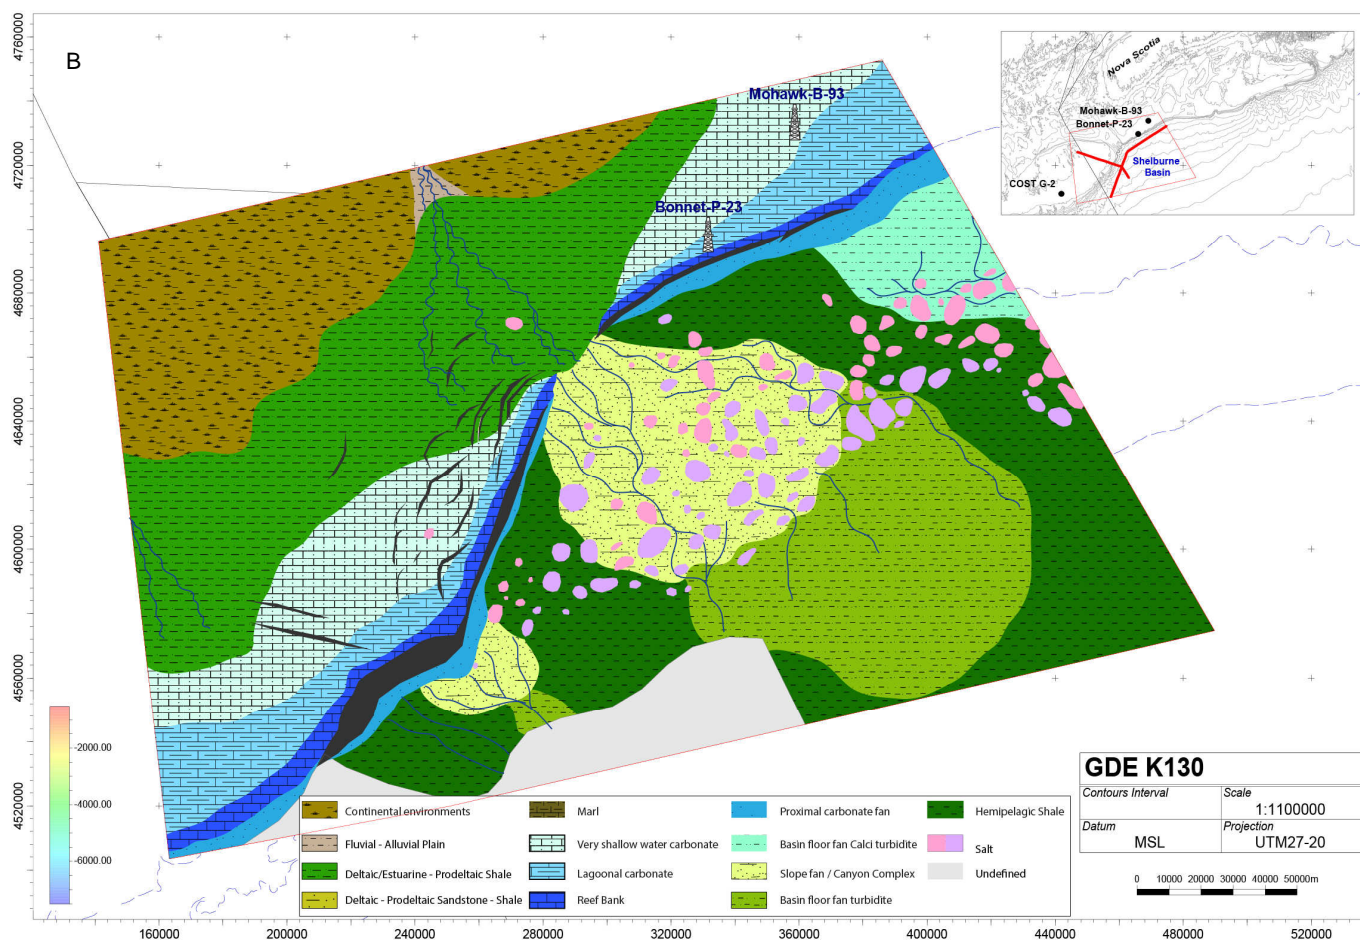 B
4760000
4720000
4680000
4640000
4600000
4560000
4520000
Mohawk-B-93
Bonnet-P-23
Nova Scotia
Mohawk-B-93
Bonnet-P-23
Shelburne
Basin
COST G-2
-2000.00
-4000.00
-6000.00
Continental environments
Fluvial - Alluvial Plain
Deltaic/Estuarine - Prodeltaic Shale
Deltaic - Prodeltaic Sandstone - Shale
Marl
Very shallow water carbonate
Lagoonal carbonate
Reef Bank
Proximal carbonate fan
Basin floor fan Calci turbidite
Slope fan / Canyon Complex
Basin floor fan turbidite
Hemipelagic Shale
Salt
Undefined
GDE K130
Contours Interval
Scale
1:1100000
Datum
MSL
Projection
UTM27-20
0 10000 20000 30000 40000 50000m
160000 200000 240000 280000 320000 360000 400000 440000 480000 520000